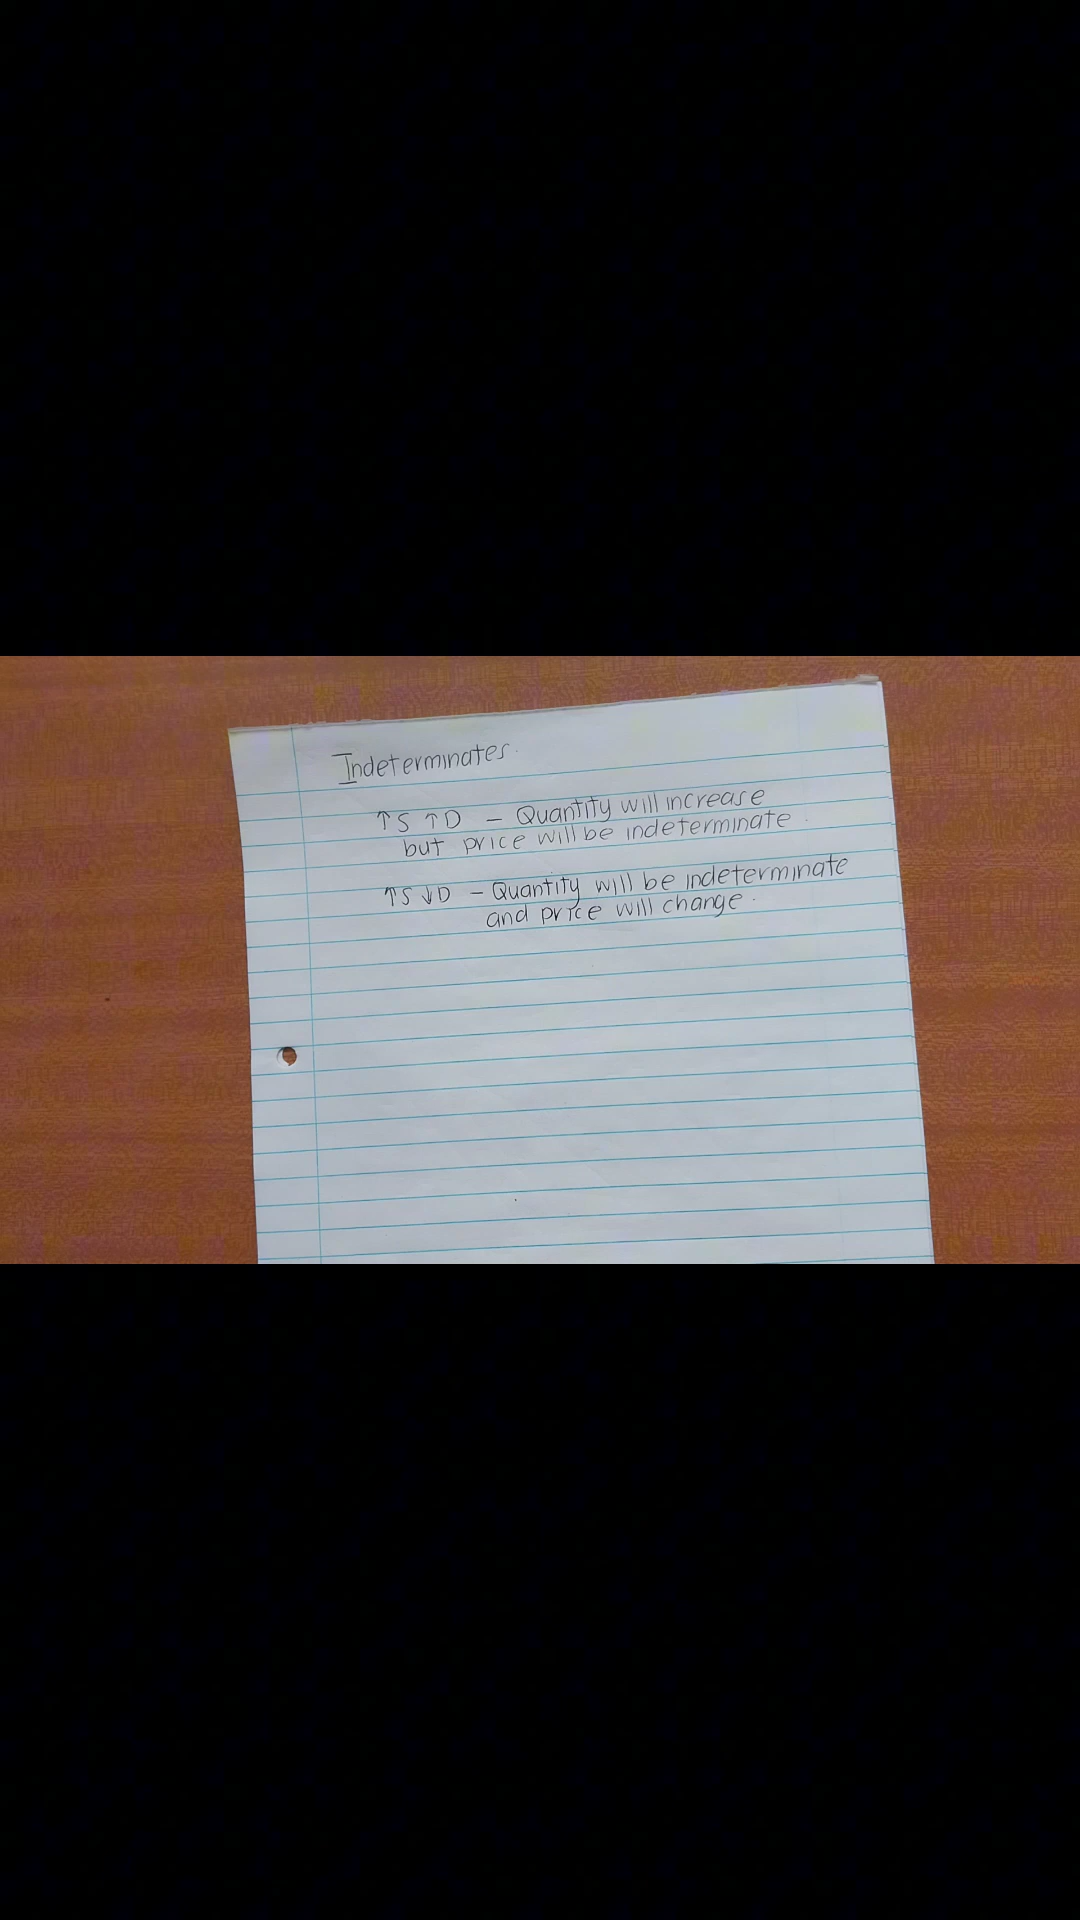 Indeterminates.
↑S ↑D – Quantity will increase
but price will be indeterminate.
↑S ↓D – Quantity will be indeterminate
and price will change.